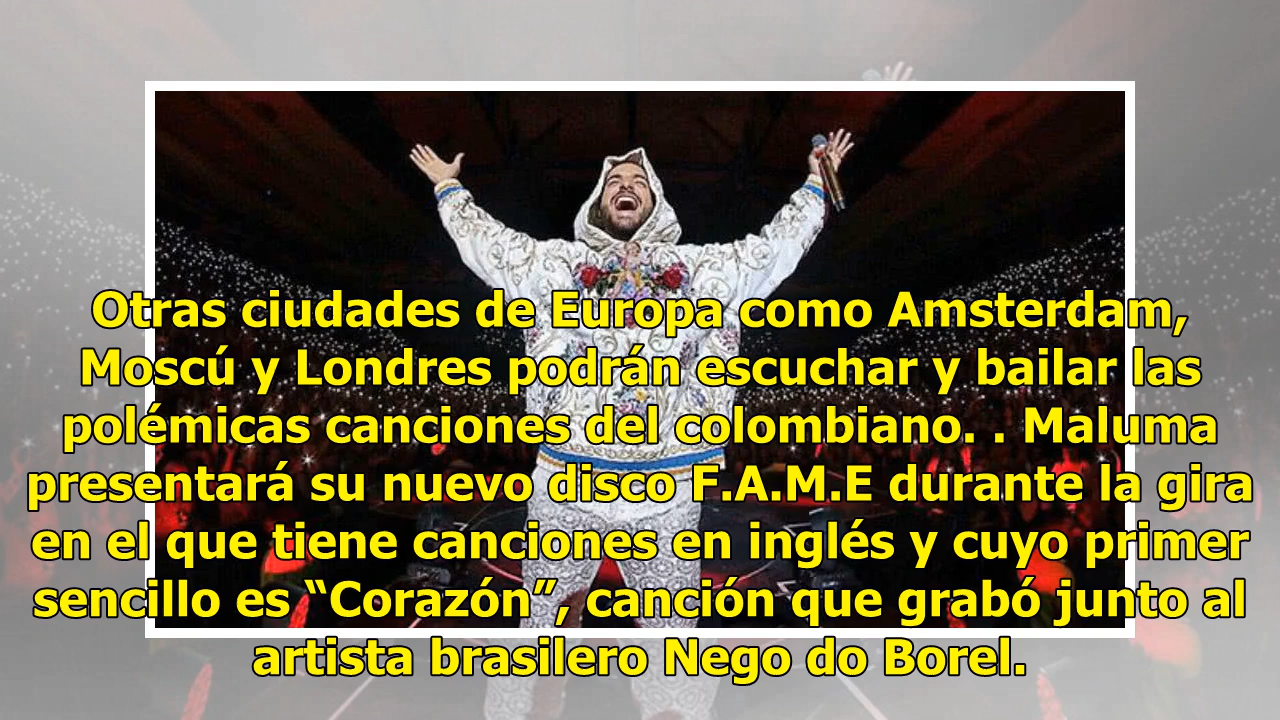 Otras ciudades de Europa como Amsterdam,
Moscú y Londres podrán escuchar y bailar las
polémicas canciones del colombiano. . Maluma
presentará su nuevo disco F.A.M.E durante la gira
en el que tiene canciones en inglés y cuyo primer
sencillo es “Corazón”, canción que grabó junto al
artista brasilero Nego do Borel.